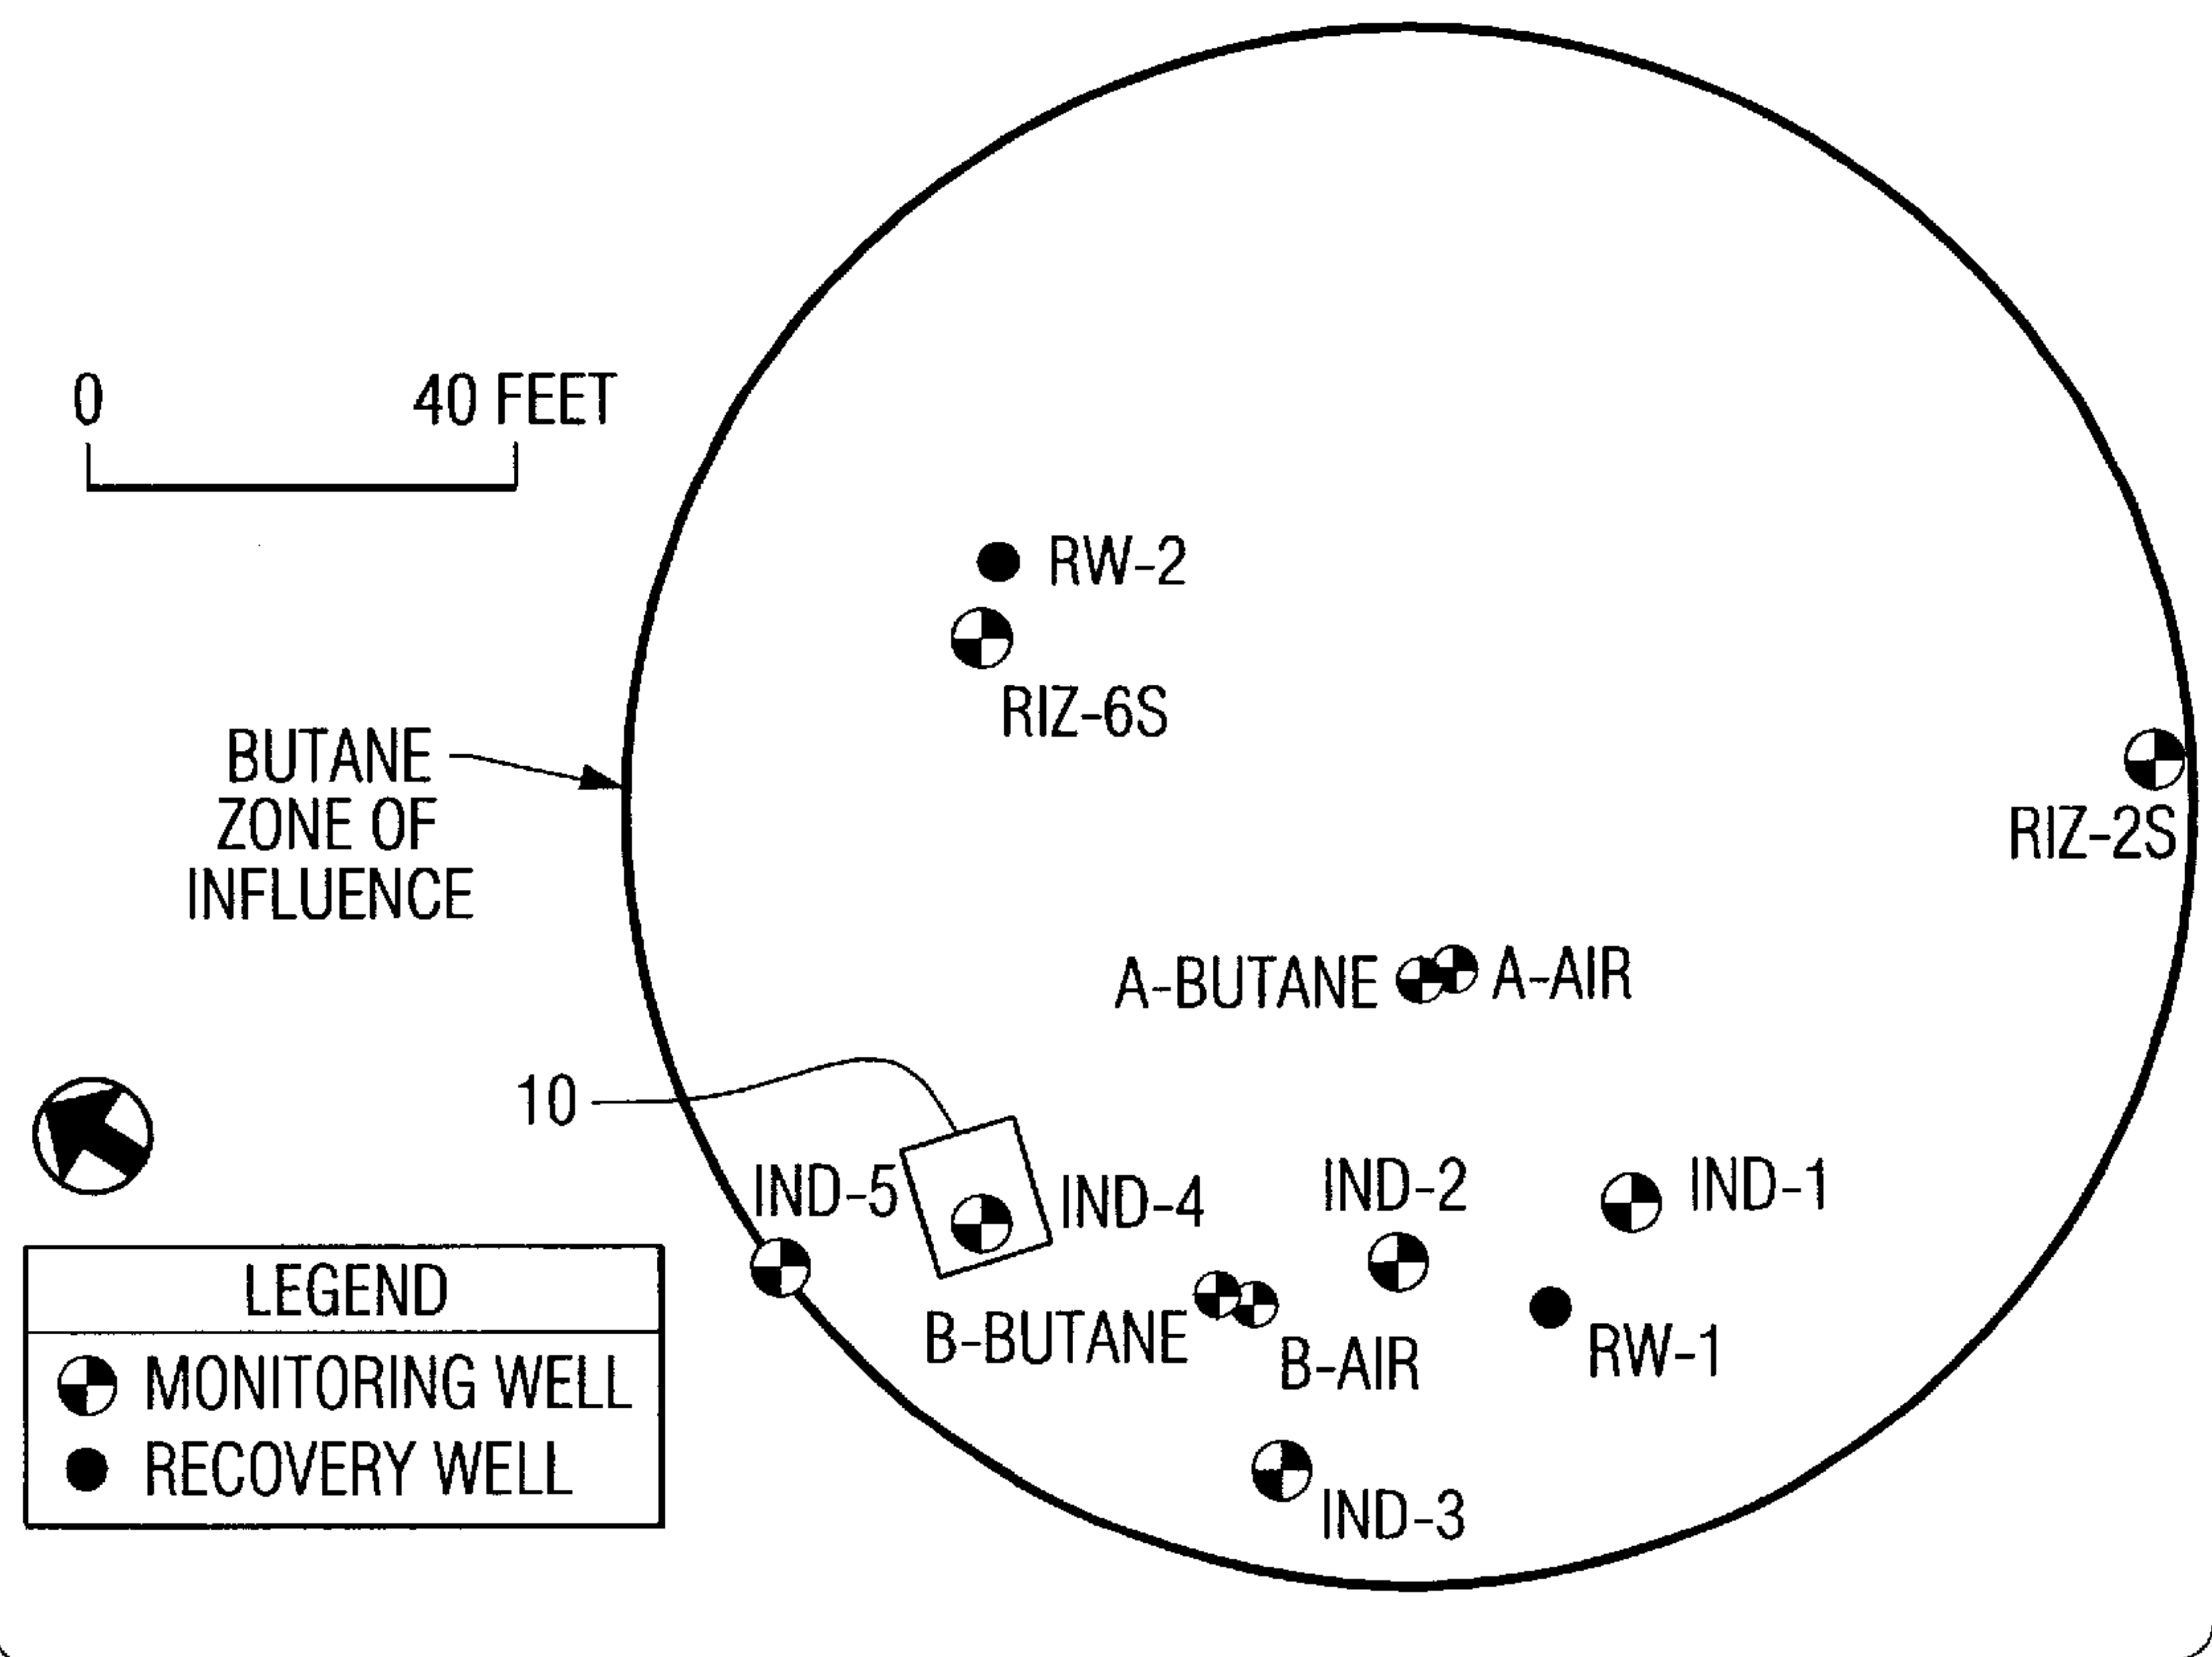 0 40 FEET
RW-2
RIZ-6S
BUTANE
ZONE OF
INFLUENCE
RIZ-2S
A-BUTANE A-AIR
10
IND-5 IND-4 IND-2 IND-1
B-BUTANE B-AIR RW-1
IND-3
LEGEND
MONITORING WELL
RECOVERY WELL